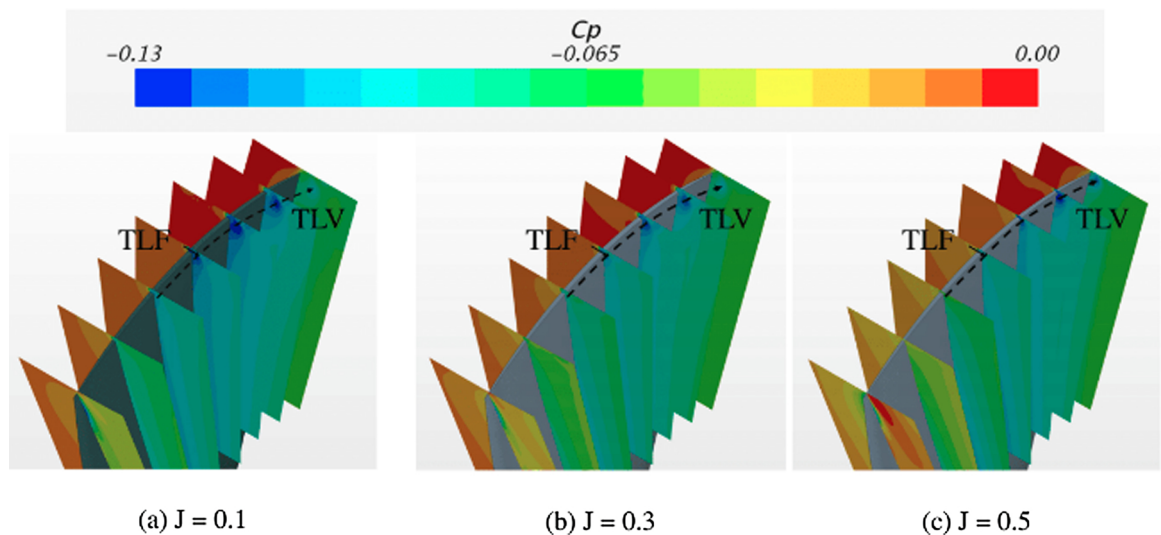 Cp
−0.13 −0.065 0.00
TLF TLV TLF TLV TLF TLV
(a) J = 0.1 (b) J = 0.3 (c) J = 0.5